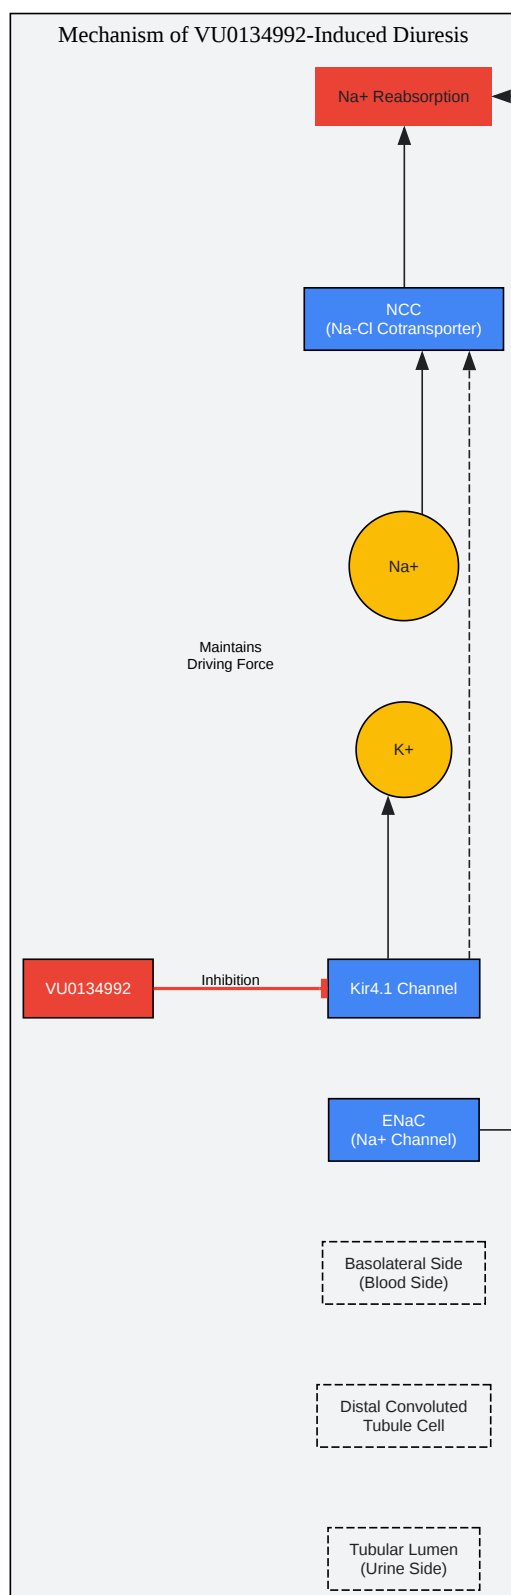 Mechanism of VU0134992-Induced Diuresis
Na+ Reabsorption
NCC
(Na-Cl Cotransporter)
Na+
Maintains
Driving Force
K+
VU0134992
Inhibition
Kir4.1 Channel
ENaC
(Na+ Channel)
Basolateral Side
(Blood Side)
Distal Convoluted
Tubule Cell
Tubular Lumen
(Urine Side)